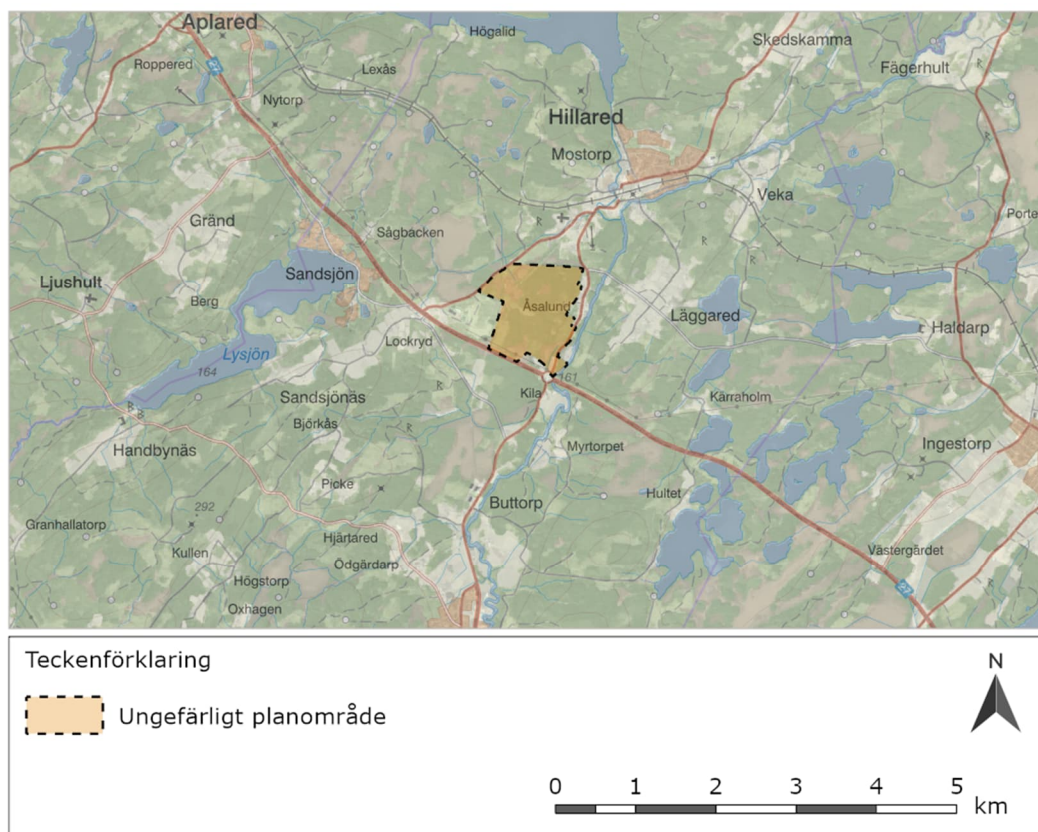 Aplared
Högalid
Skedskamma
Roppered
27
Lexås
Fägerhult
Nytorp
Hillared
Mostorp
Veka
Gränd
Porte
Sågbacken
Ljushult
Sandsjön
Berg
Åsalund
Läggared
Haldarp
Lockryd
Lysjön
164
161
Kila
Sandsjönäs
Kärraholm
Björkås
Handbynäs
Myrtorpet
Ingestorp
Picke
Hultet
292
Buttorp
Granhallatorp
Hjärtared
Kullen
Västergärdet
Ödgärdarp
Högstorp
27
Oxhagen
Teckenförklaring
N
Ungefärligt planområde
0 1 2 3 4 5
km